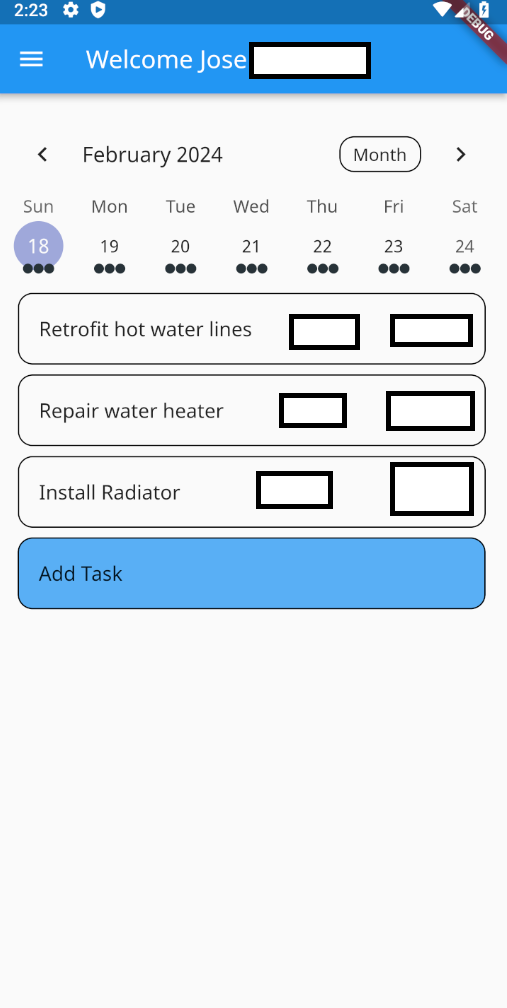 2:23
DEBUG
Welcome Jose
February 2024
Month
Sun Mon Tue Wed Thu Fri Sat
18 19 20 21 22 23 24
Retrofit hot water lines
Repair water heater
Install Radiator
Add Task